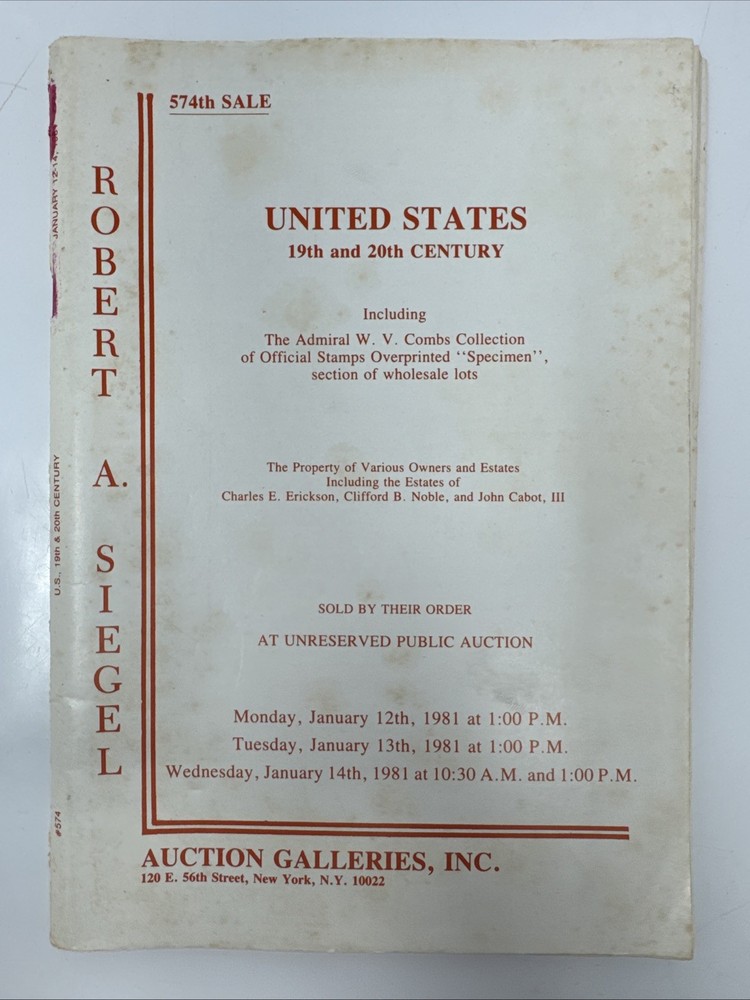 574th SALE
ROBERT A. SIEGEL
UNITED STATES
19th and 20th CENTURY
Including
The Admiral W. V. Combs Collection
of Official Stamps Overprinted "Specimen",
section of wholesale lots
The Property of Various Owners and Estates
Including the Estates of
Charles E. Erickson, Clifford B. Noble, and John Cabot, III
SOLD BY THEIR ORDER
AT UNRESERVED PUBLIC AUCTION
Monday, January 12th, 1981 at 1:00 P.M.
Tuesday, January 13th, 1981 at 1:00 P.M.
Wednesday, January 14th, 1981 at 10:30 A.M. and 1:00 P.M.
AUCTION GALLERIES, INC.
120 E. 56th Street, New York, N.Y. 10022
#574
U.S., 19th & 20th CENTURY
JANUARY 12-14,